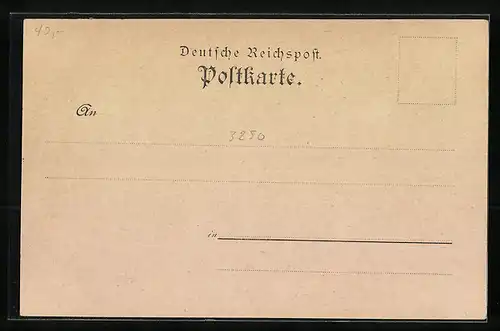 40,-
Deutsche Reichspost.
Postkarte.
An
3250
in